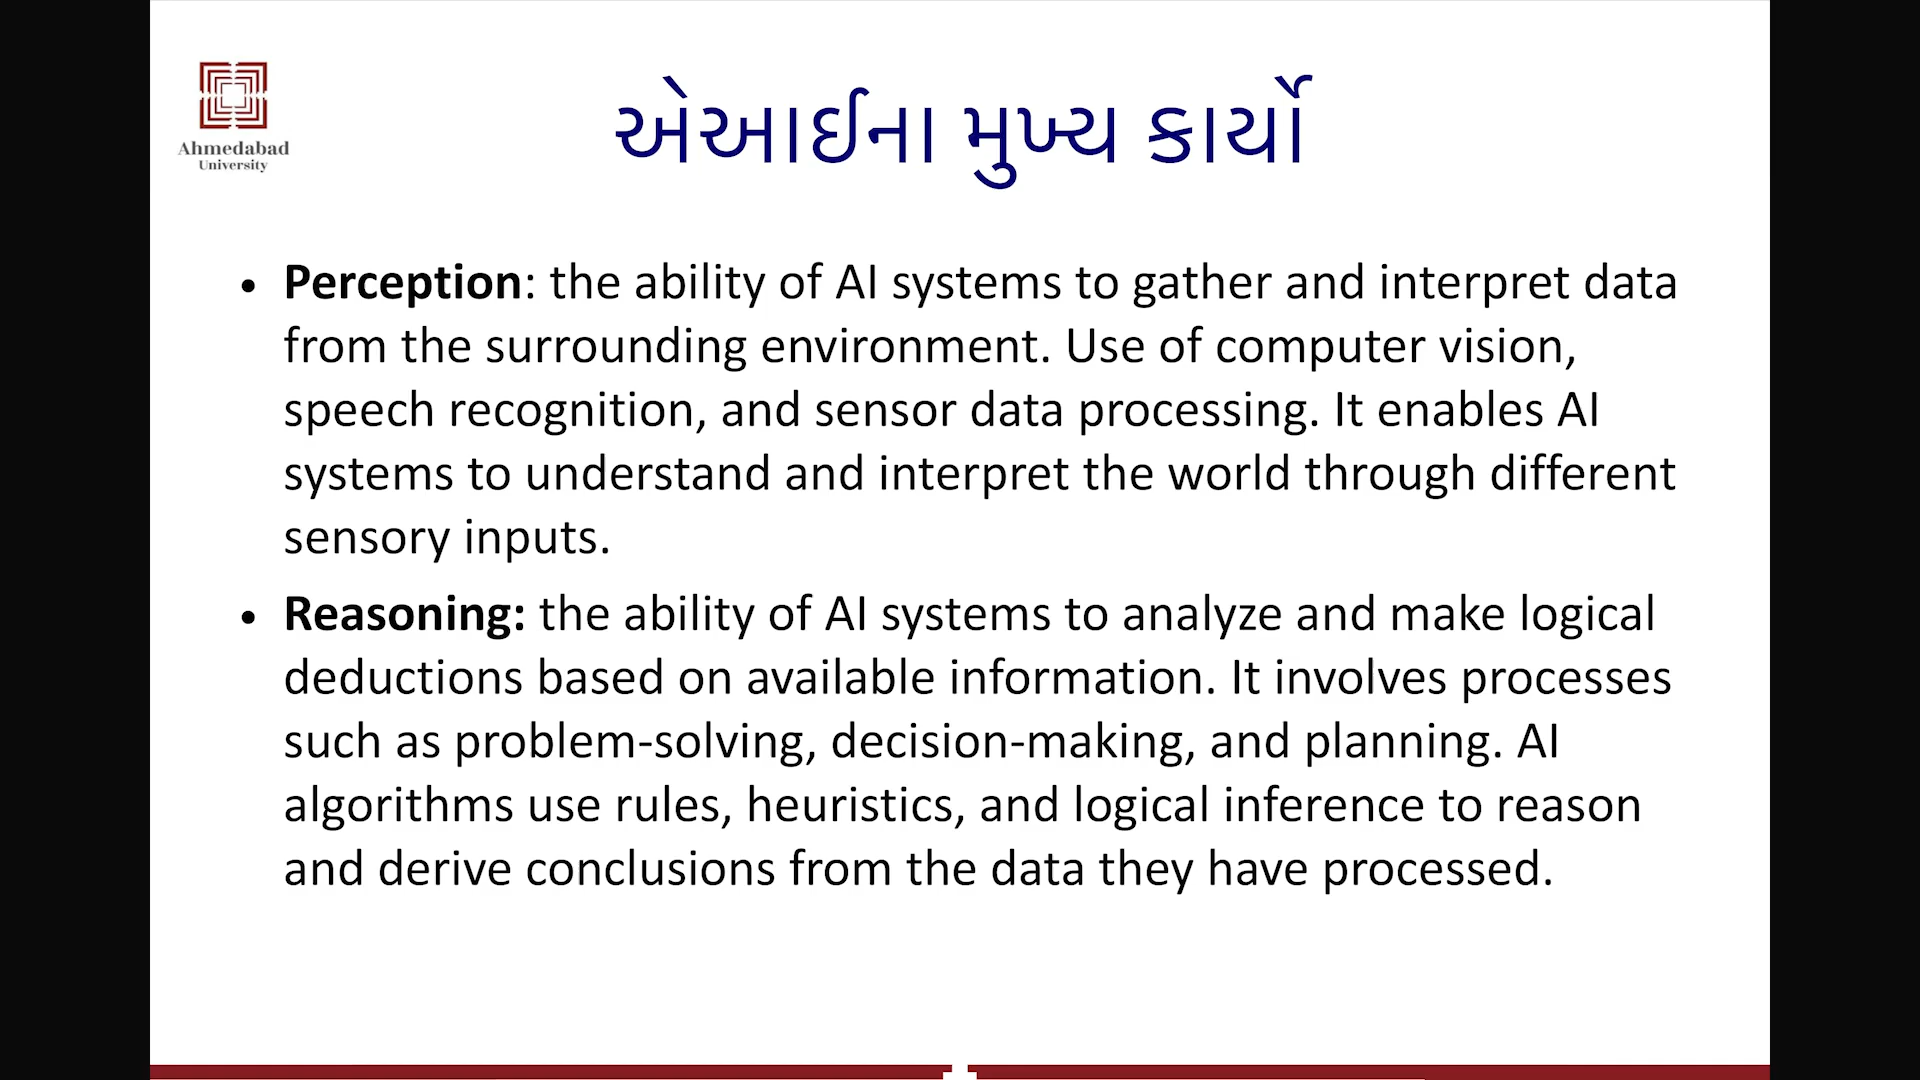 Ahmedabad
University
એઆઈના મુખ્ય કાર્યો
• Perception: the ability of AI systems to gather and interpret data
from the surrounding environment. Use of computer vision,
speech recognition, and sensor data processing. It enables AI
systems to understand and interpret the world through different
sensory inputs.
• Reasoning: the ability of AI systems to analyze and make logical
deductions based on available information. It involves processes
such as problem-solving, decision-making, and planning. AI
algorithms use rules, heuristics, and logical inference to reason
and derive conclusions from the data they have processed.